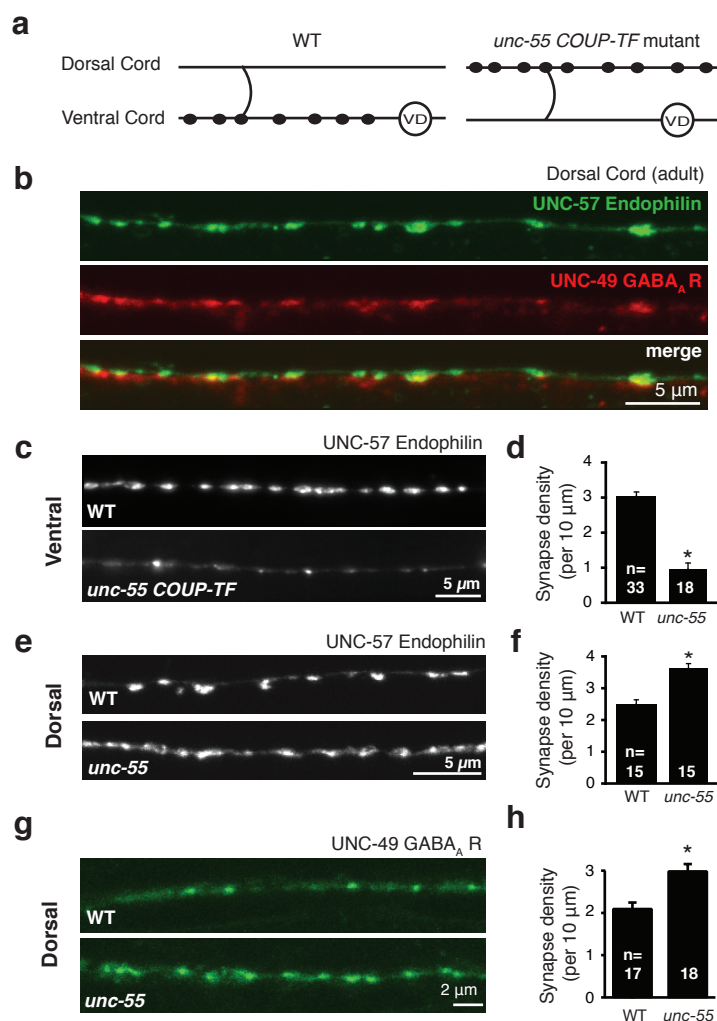 a
WT
unc-55 COUP-TF mutant
Dorsal Cord
Ventral Cord
VD
VD
b
Dorsal Cord (adult)
UNC-57 Endophilin
UNC-49 GABA_A R
merge
5 µm
c
UNC-57 Endophilin
Ventral
WT
unc-55 COUP-TF
5 µm
d
Synapse density
(per 10 µm)
4
3
2
1
0
*
n=
33
18
WT
unc-55
e
UNC-57 Endophilin
Dorsal
WT
unc-55
5 µm
f
Synapse density
(per 10 µm)
4
3
2
1
0
*
n=
15
15
WT
unc-55
g
UNC-49 GABA_A R
Dorsal
WT
unc-55
2 µm
h
Synapse density
(per 10 µm)
3
2
1
0
*
n=
17
18
WT
unc-55